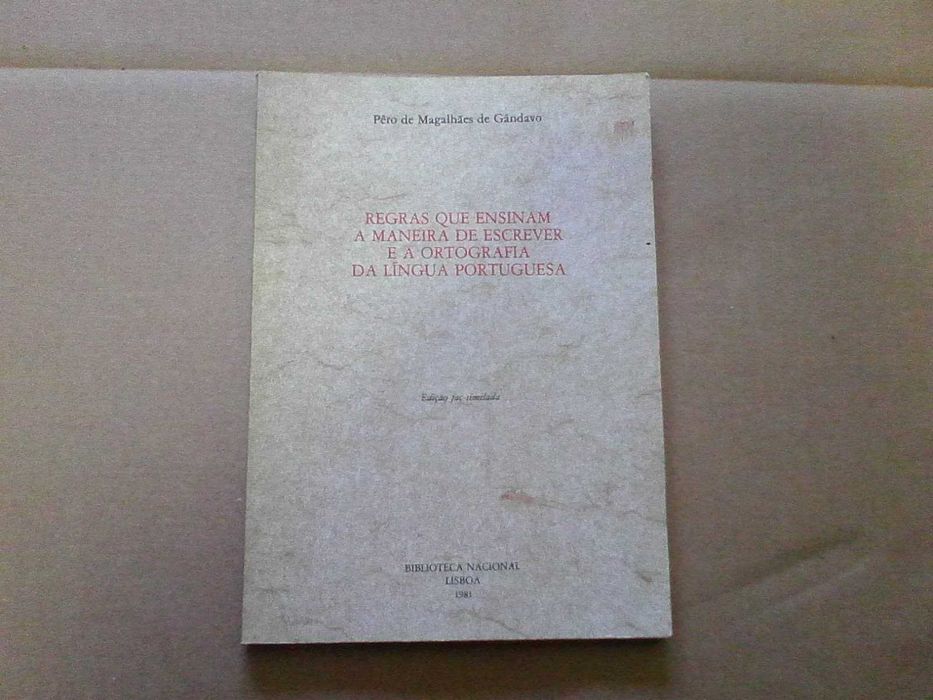 Pêro de Magalhães de Gândavo
REGRAS QUE ENSINAM
A MANEIRA DE ESCREVER
E A ORTOGRAFIA
DA LÍNGUA PORTUGUESA
Edição fac-similada
BIBLIOTECA NACIONAL
LISBOA
1981